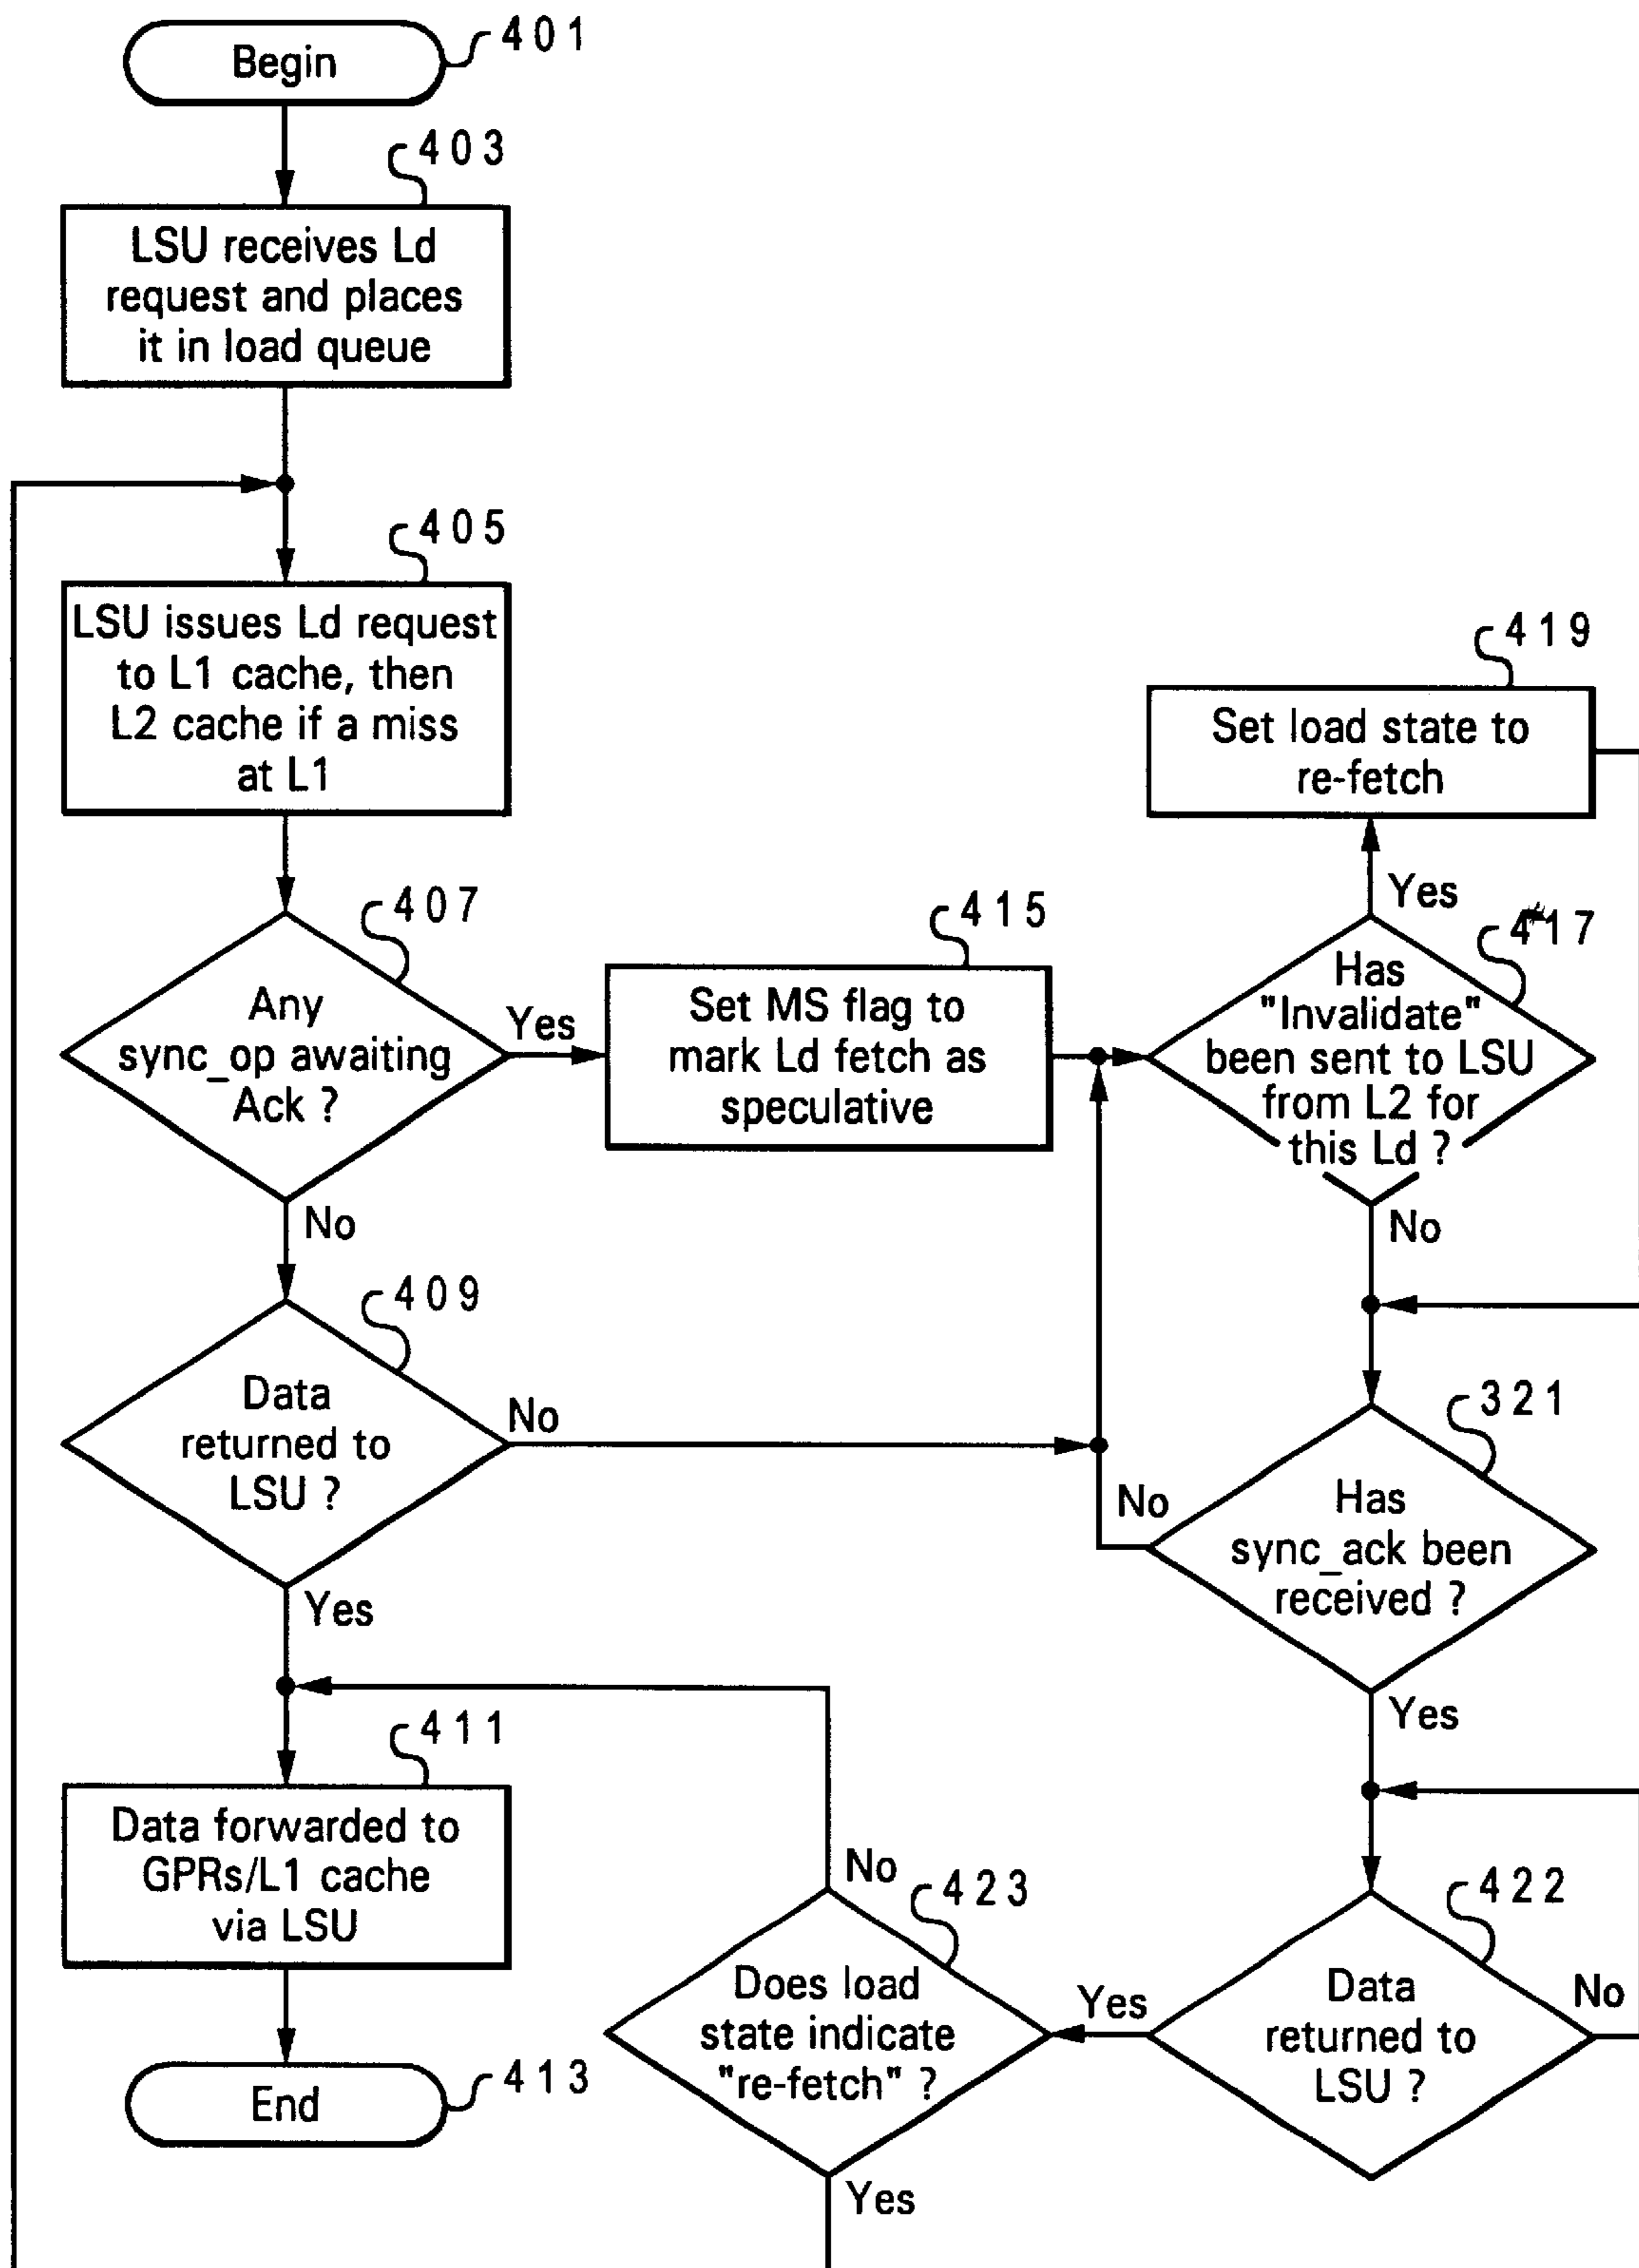 Begin
401
403
LSU receives Ld
request and places
it in load queue
405
LSU issues Ld request
to L1 cache, then
L2 cache if a miss
at L1
419
Set load state to
re-fetch
407
Any
sync_op awaiting
Ack ?
Yes
No
415
Set MS flag to
mark Ld fetch as
speculative
Yes
417
Has
"Invalidate"
been sent to LSU
from L2 for
this Ld ?
No
409
Data
returned to
LSU ?
No
Yes
321
Has
sync_ack been
received ?
No
Yes
411
Data forwarded to
GPRs/L1 cache
via LSU
No
423
Does load
state indicate
"re-fetch" ?
Yes
422
Data
returned to
LSU ?
Yes
No
End
413